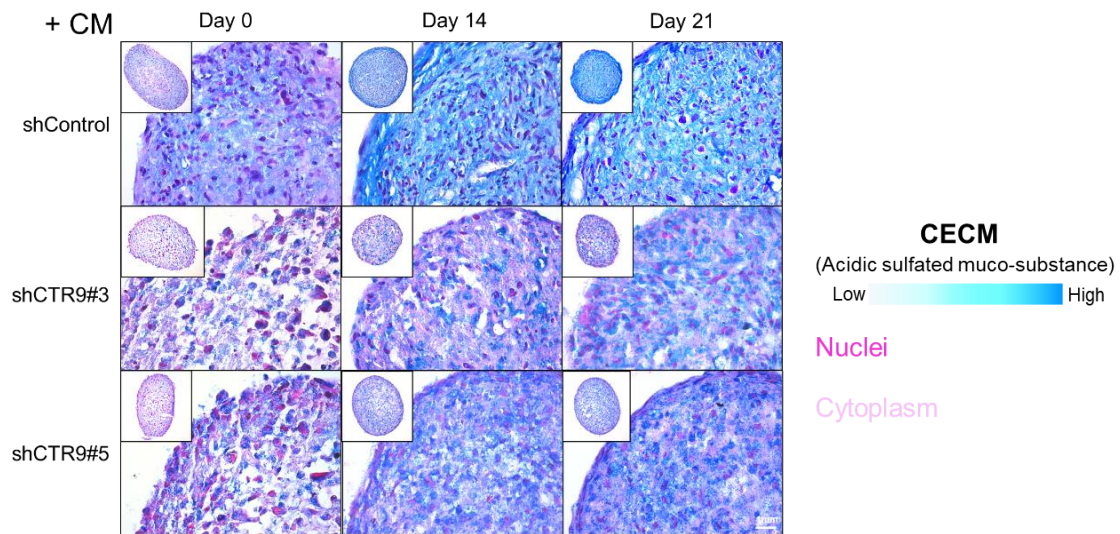 + CM
Day 0
Day 14
Day 21
shControl
shCTR9#3
shCTR9#5
CECM
(Acidic sulfated muco-substance)
Low
High
Nuclei
Cytoplasm